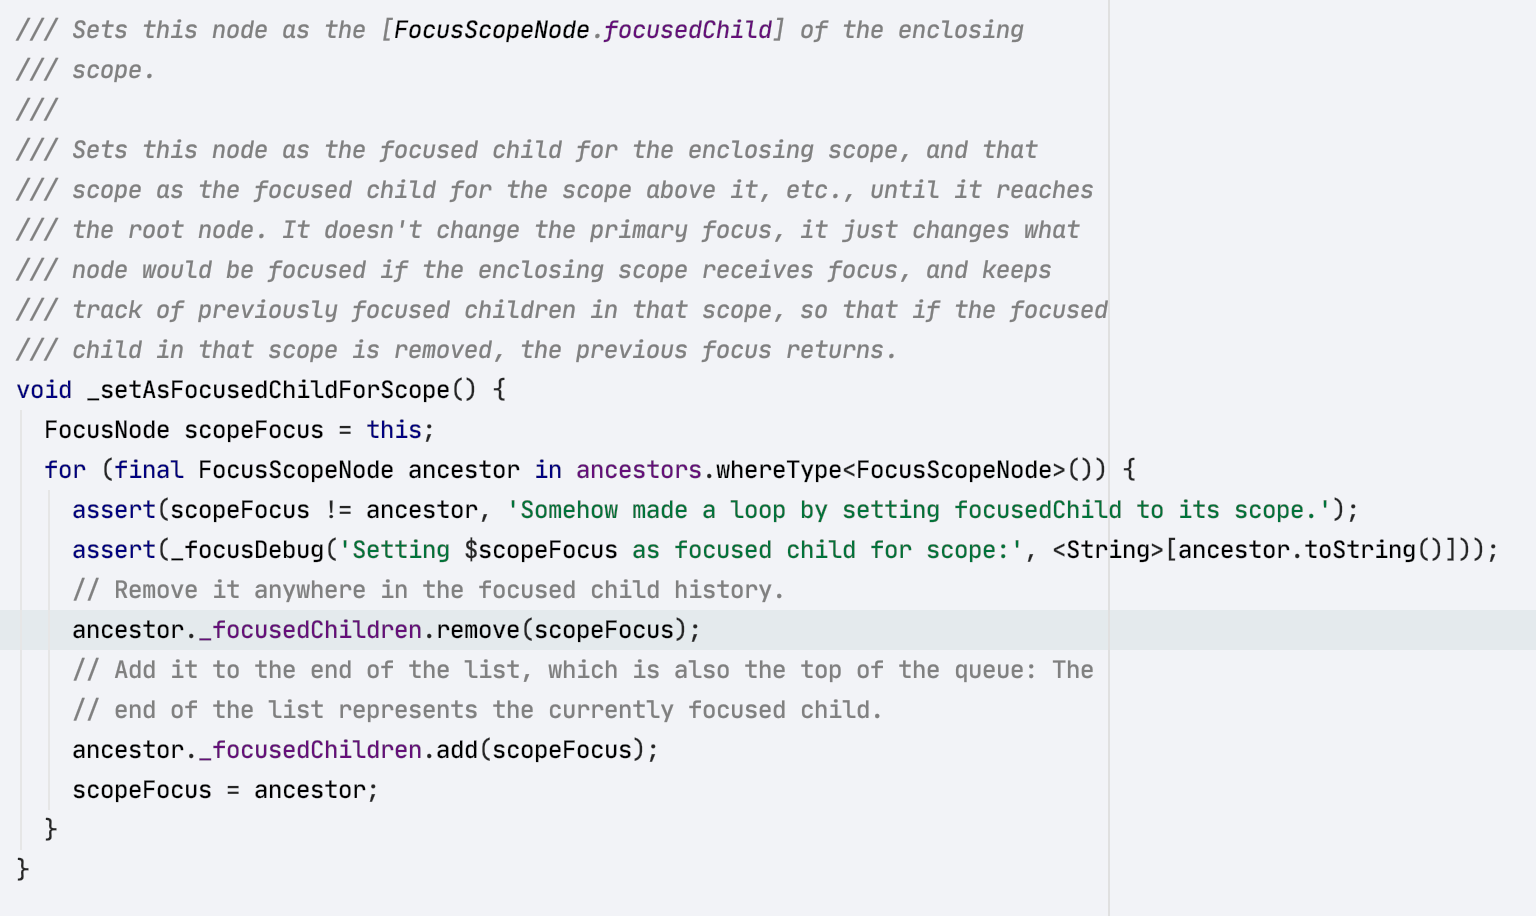 /// Sets this node as the [FocusScopeNode.focusedChild] of the enclosing
/// scope.
///
/// Sets this node as the focused child for the enclosing scope, and that
/// scope as the focused child for the scope above it, etc., until it reaches
/// the root node. It doesn't change the primary focus, it just changes what
/// node would be focused if the enclosing scope receives focus, and keeps
/// track of previously focused children in that scope, so that if the focused
/// child in that scope is removed, the previous focus returns.
void _setAsFocusedChildForScope() {
  FocusNode scopeFocus = this;
  for (final FocusScopeNode ancestor in ancestors.whereType<FocusScopeNode>()) {
    assert(scopeFocus != ancestor, 'Somehow made a loop by setting focusedChild to its scope.');
    assert(_focusDebug('Setting $scopeFocus as focused child for scope:', <String>[ancestor.toString()]));
    // Remove it anywhere in the focused child history.
    ancestor._focusedChildren.remove(scopeFocus);
    // Add it to the end of the list, which is also the top of the queue: The
    // end of the list represents the currently focused child.
    ancestor._focusedChildren.add(scopeFocus);
    scopeFocus = ancestor;
  }
}